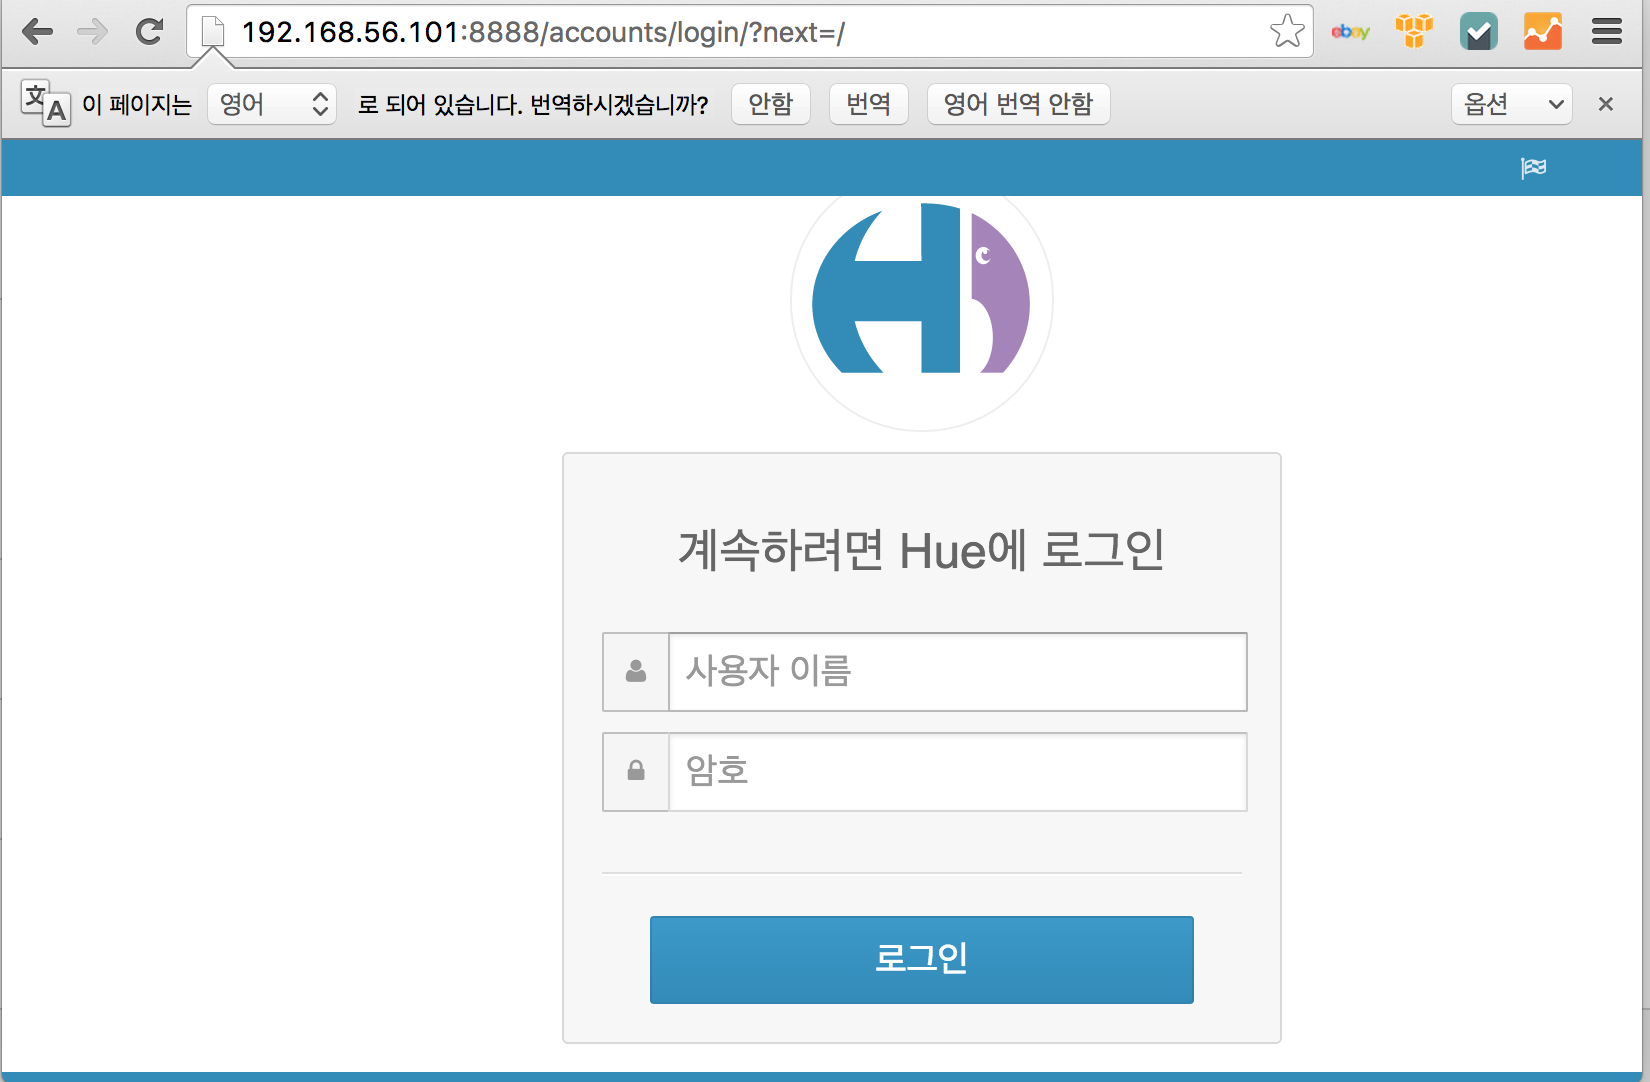 192.168.56.101:8888/accounts/login/?next=/
ebay
文A 이 페이지는 영어 로 되어 있습니다. 번역하시겠습니까? 안함 번역 영어 번역 안함 옵션 ×
계속하려면 Hue에 로그인
사용자 이름
암호
로그인